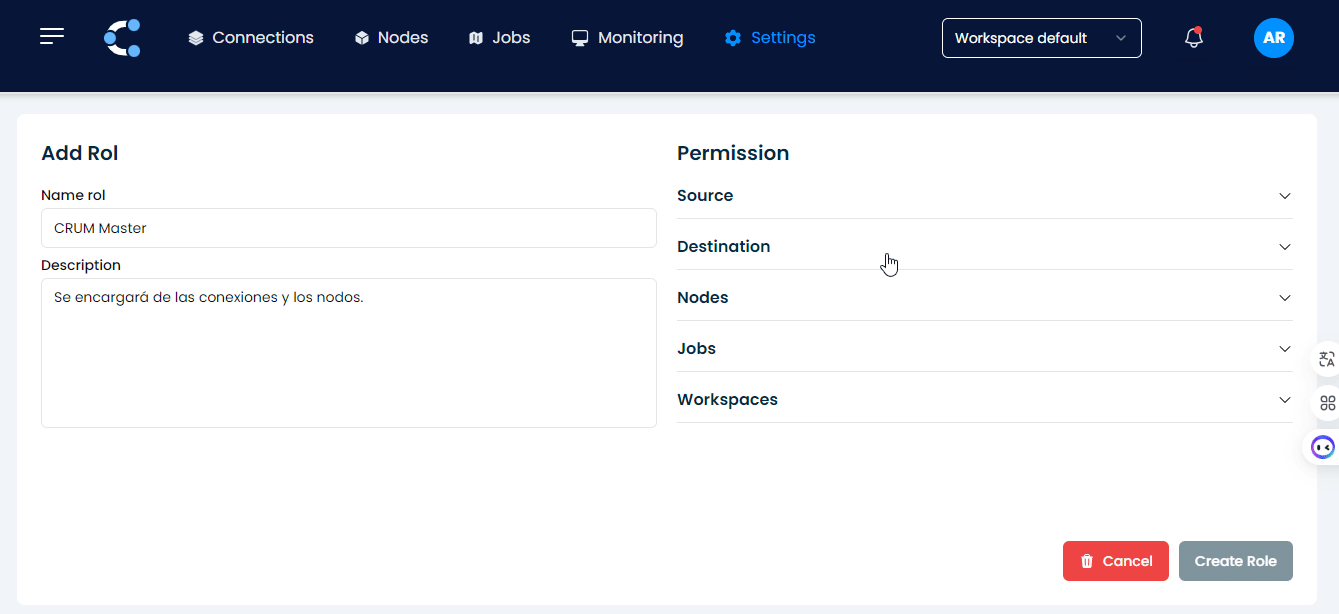 Connections
Nodes
Jobs
Monitoring
Settings
Workspace default
AR
Add Rol
Name rol
CRUM Master
Description
Se encargará de las conexiones y los nodos.
Permission
Source
Destination
Nodes
Jobs
Workspaces
Cancel
Create Role